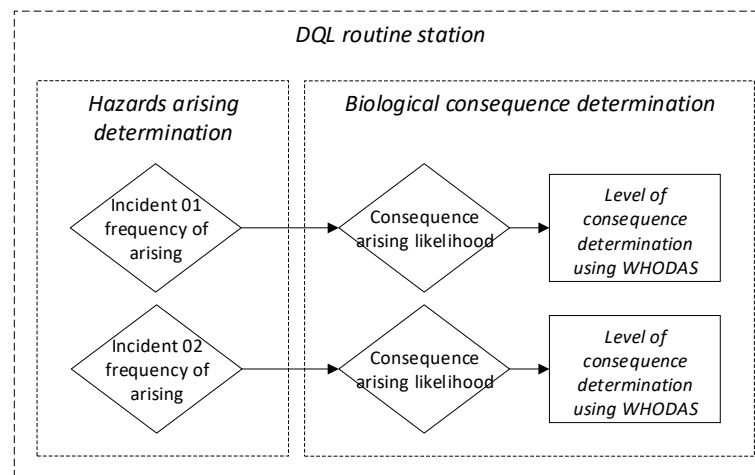 DQL routine station
Hazards arising
determination
Biological consequence determination
Incident 01
frequency of
arising
Consequence
arising likelihood
Level of
consequence
determination
using WHODAS
Incident 02
frequency of
arising
Consequence
arising likelihood
Level of
consequence
determination
using WHODAS